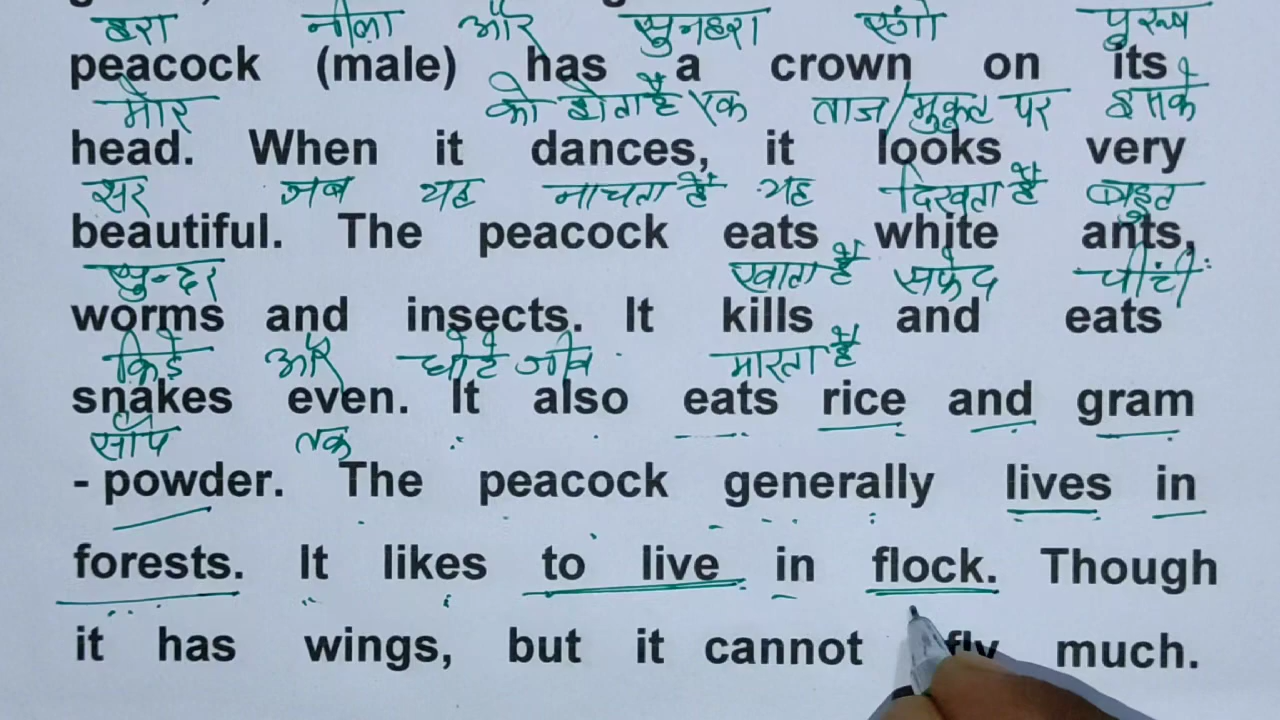 हरा नीला और सुनहरा रंगो पुरूष
peacock (male) has a crown on its
मोर को होता है एक ताज/मुकुट पर इसके
head. When it dances, it looks very
सर जब यह नाचता है यह दिखता है बहुत
beautiful. The peacock eats white ants,
सुन्दर खाता है सफेद चींटी
worms and insects. It kills and eats
किड़े और छोटे जीव मारता है
snakes even. It also eats rice and gram
साँप तक
- powder. The peacock generally lives in
forests. It likes to live in flock. Though
it has wings, but it cannot fly much.